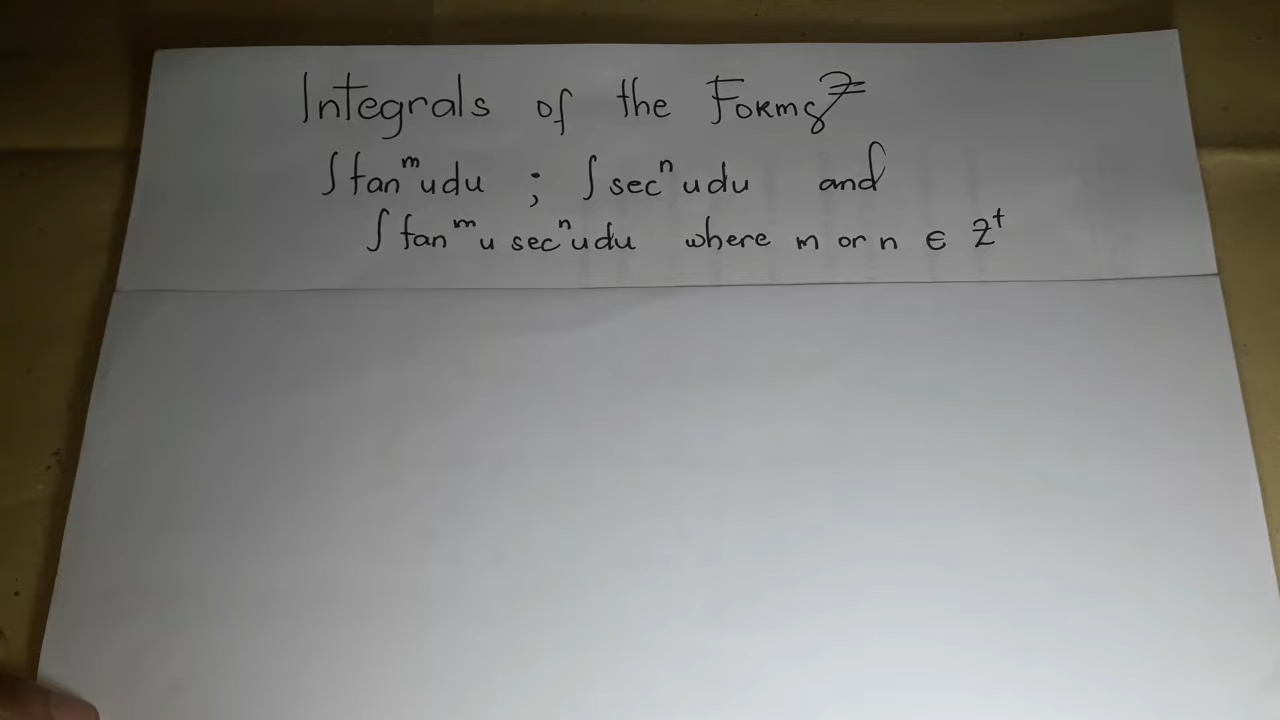 Integrals of the Forms
∫tanᵐudu ; ∫secⁿudu and
∫tanᵐu secⁿudu where m or n ∈ Z⁺